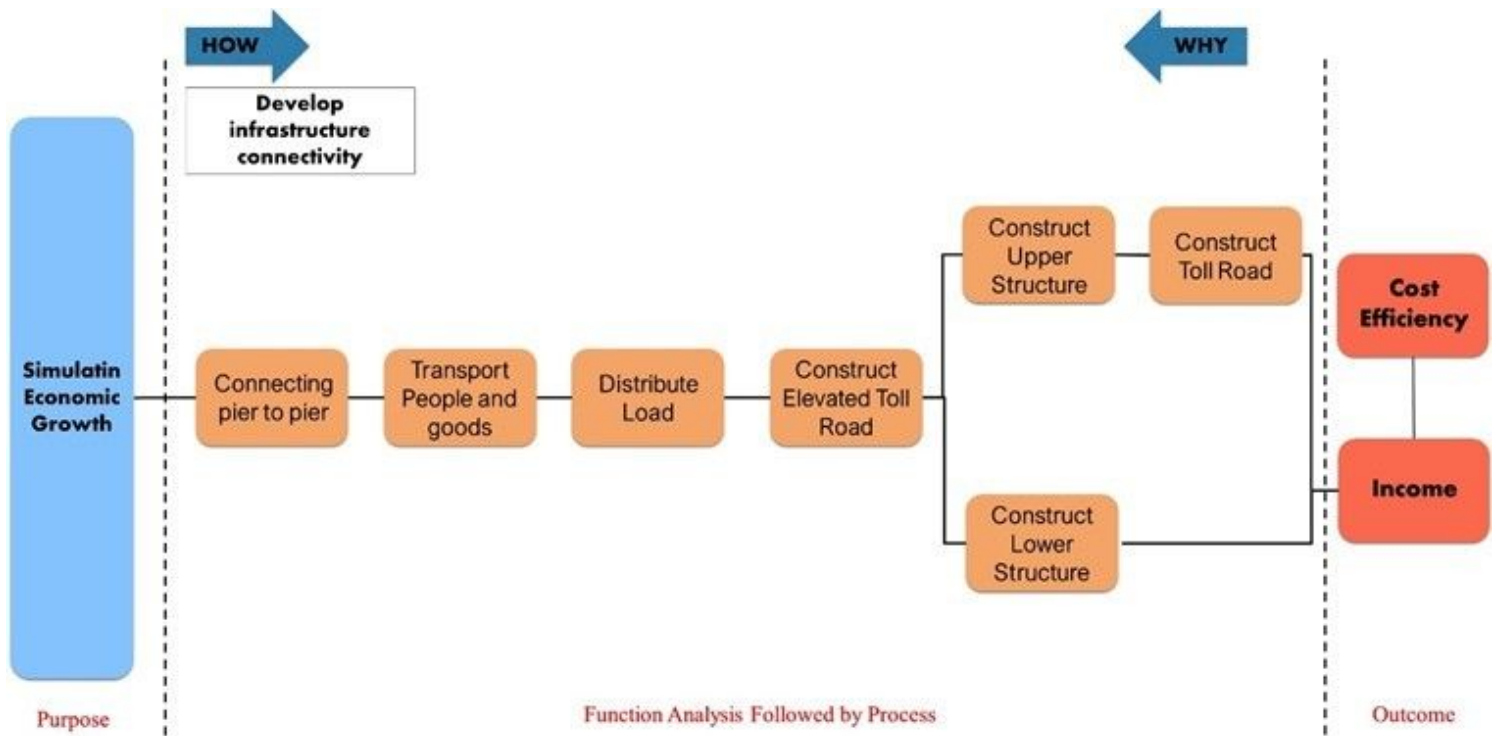 HOW
WHY
Develop
infrastructure
connectivity
Simulatin
Economic
Growth
Connecting
pier to pier
Transport
People and
goods
Distribute
Load
Construct
Elevated Toll
Road
Construct
Upper
Structure
Construct
Toll Road
Construct
Lower
Structure
Cost
Efficiency
Income
Purpose
Function Analysis Followed by Process
Outcome